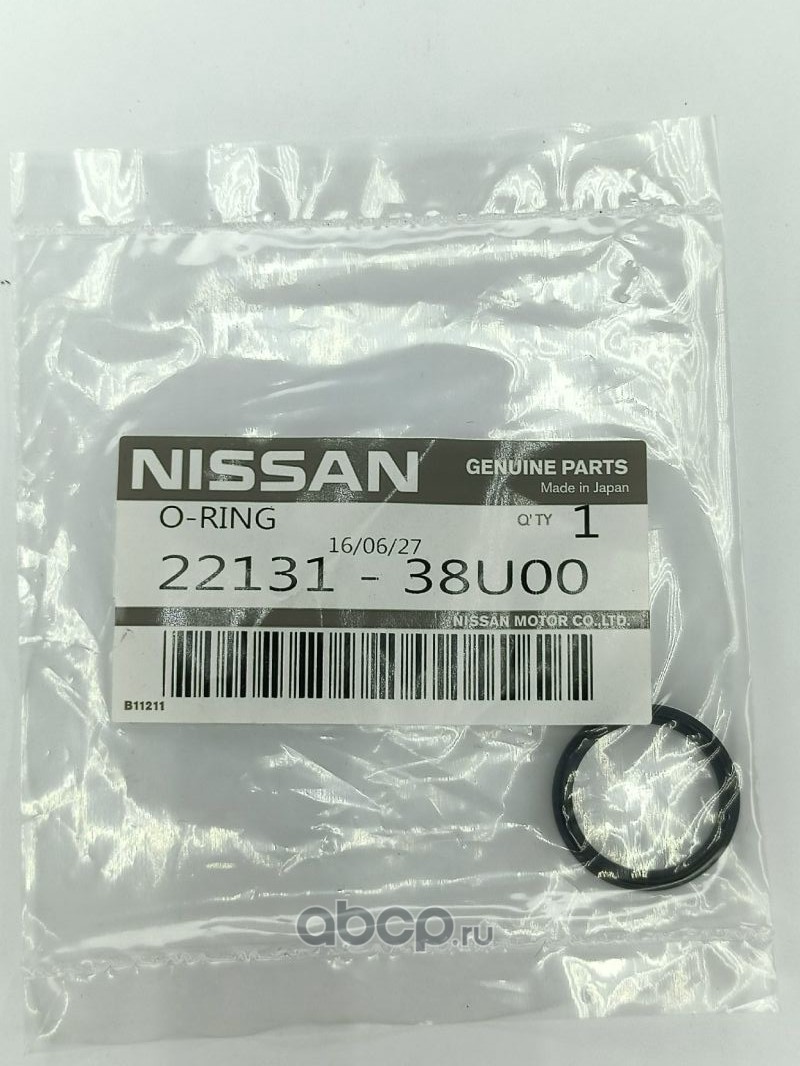 NISSAN GENUINE PARTS
Made in Japan
O-RING Q'TY 1
16/06/27
22131 - 38U00
NISSAN MOTOR CO.,LTD.
B11211
abcp.ru